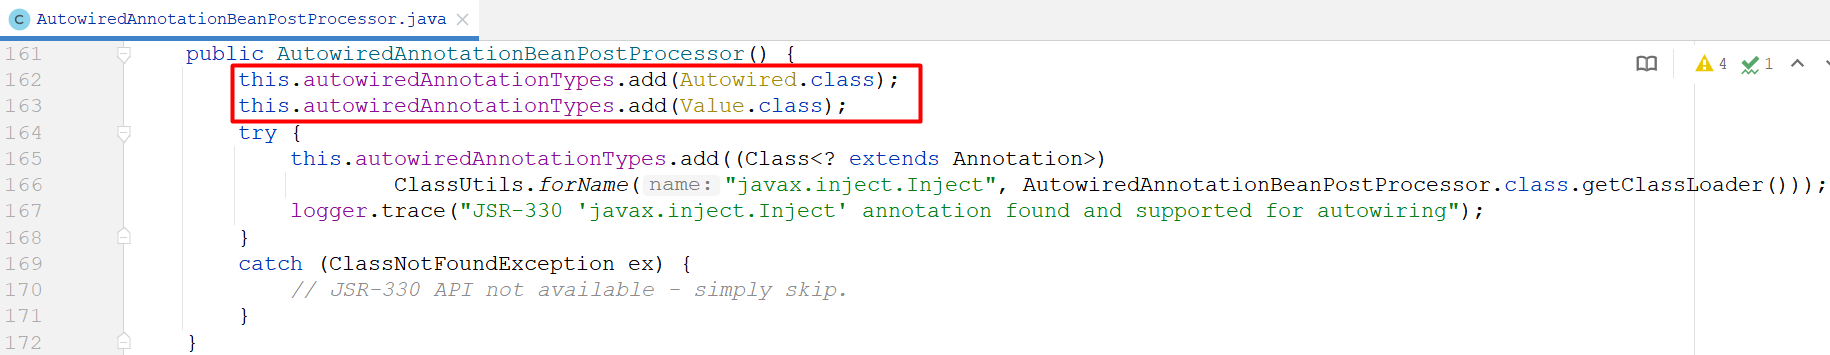 C AutowiredAnnotationBeanPostProcessor.java
161 public AutowiredAnnotationBeanPostProcessor() {
4 1
162 this.autowiredAnnotationTypes.add(Autowired.class);
163 this.autowiredAnnotationTypes.add(Value.class);
164 try {
165 this.autowiredAnnotationTypes.add((Class<? extends Annotation>)
166 ClassUtils.forName( name: "javax.inject.Inject", AutowiredAnnotationBeanPostProcessor.class.getClassLoader()));
167 logger.trace("JSR-330 'javax.inject.Inject' annotation found and supported for autowiring");
168 }
169 catch (ClassNotFoundException ex) {
170 // JSR-330 API not available - simply skip.
171 }
172 }